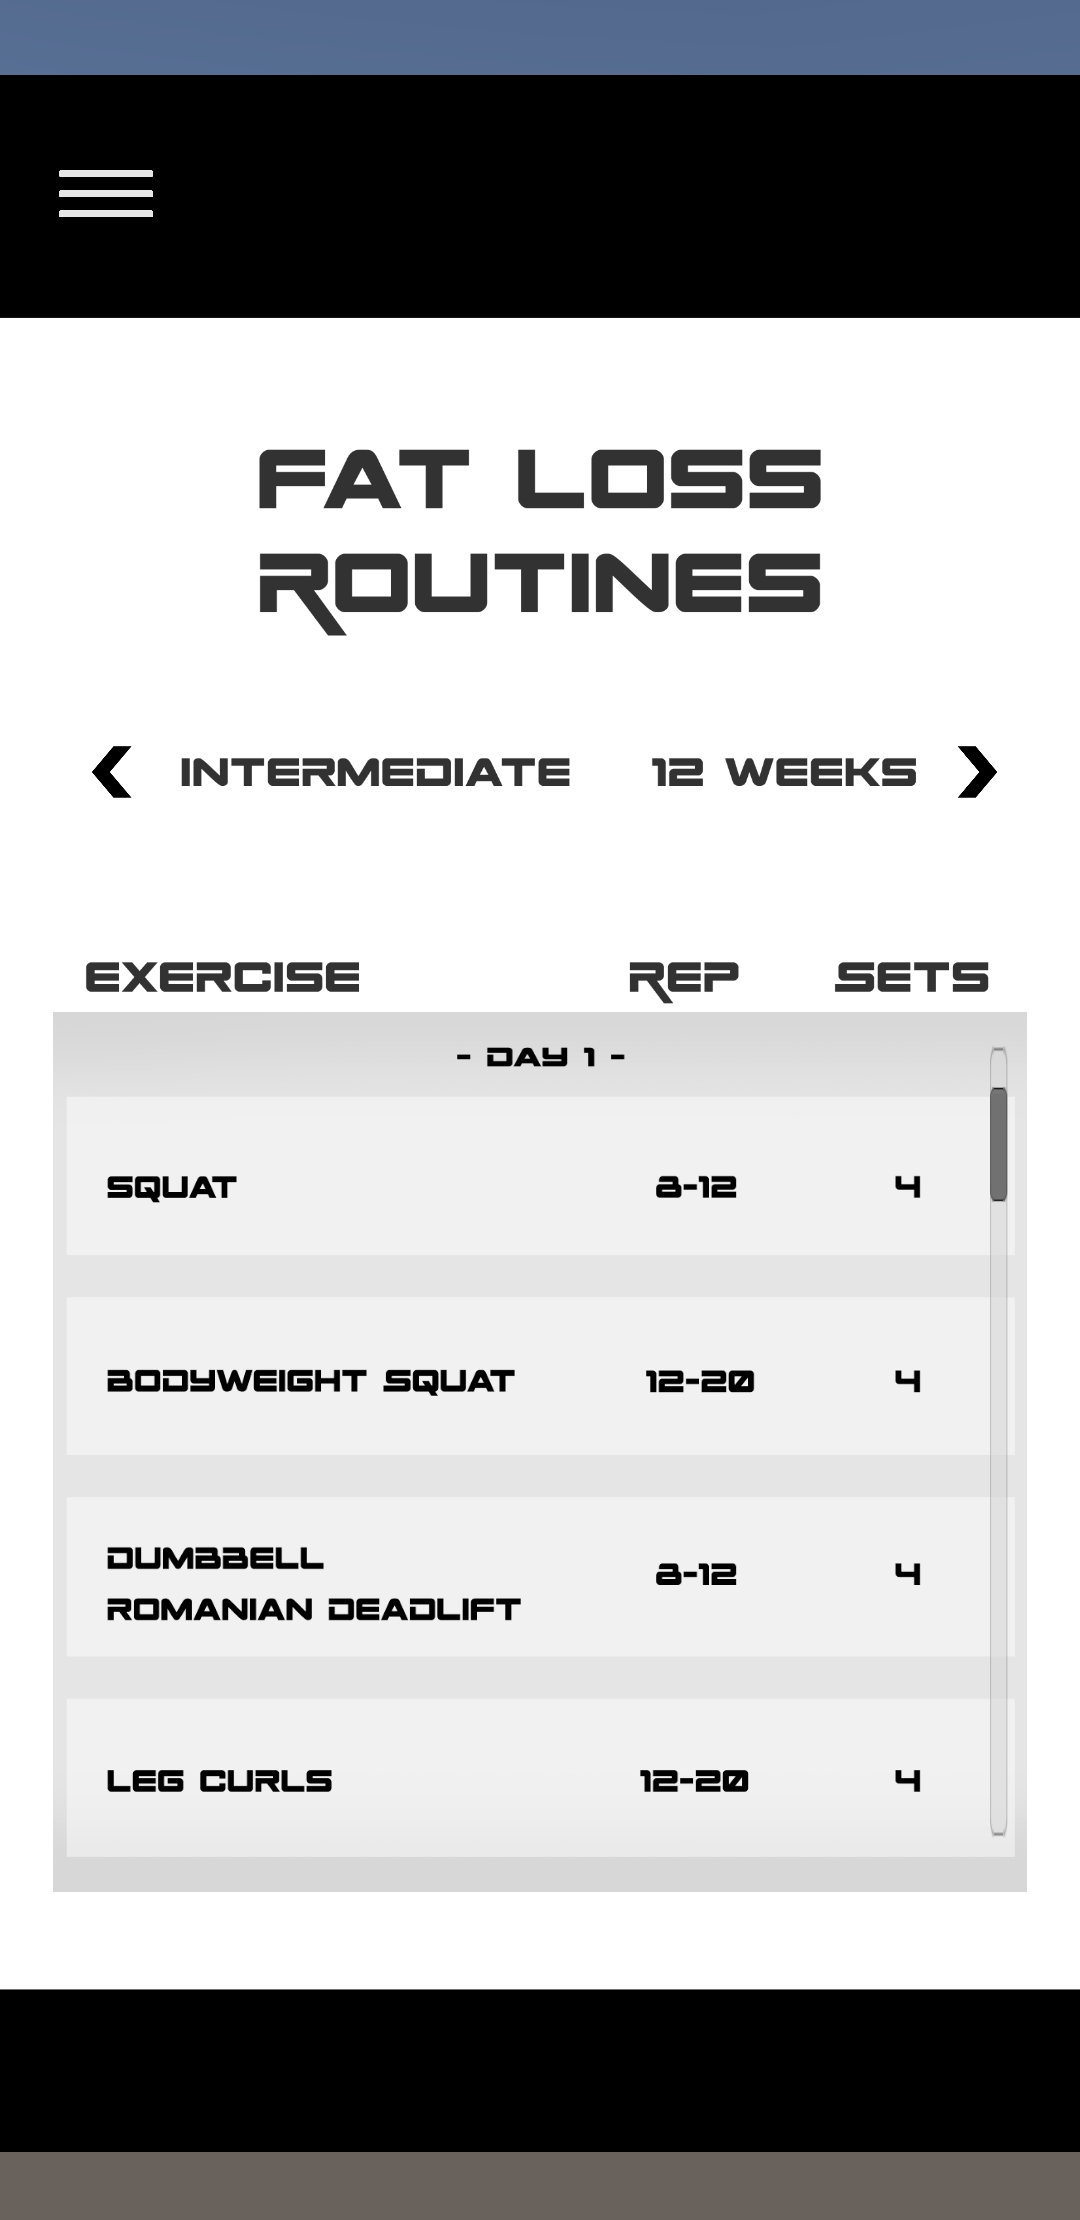 FAT LOSS
ROUTINES
INTERMEDIATE 12 WEEKS
EXERCISE REP SETS
- DAY 1 -
SQUAT 8-12 4
BODYWEIGHT SQUAT 12-20 4
DUMBBELL
ROMANIAN DEADLIFT 8-12 4
LEG CURLS 12-20 4